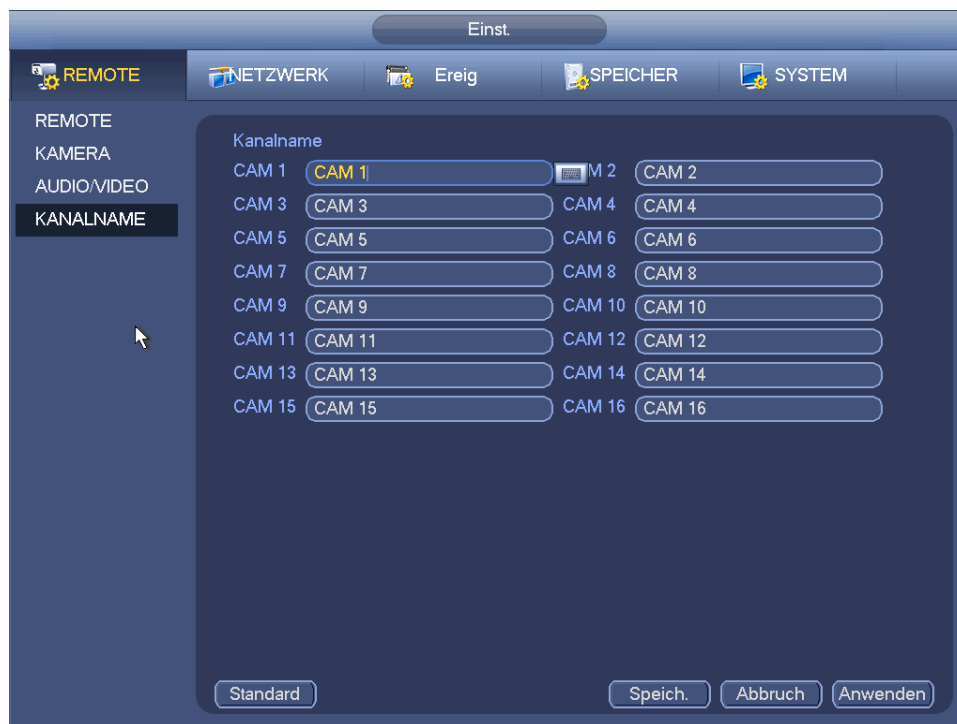 Einst.
REMOTE NETZWERK Ereig SPEICHER SYSTEM
REMOTE
KAMERA
AUDIO/VIDEO
KANALNAME
Kanalname
CAM 1 CAM 1 M 2 CAM 2
CAM 3 CAM 3 CAM 4 CAM 4
CAM 5 CAM 5 CAM 6 CAM 6
CAM 7 CAM 7 CAM 8 CAM 8
CAM 9 CAM 9 CAM 10 CAM 10
CAM 11 CAM 11 CAM 12 CAM 12
CAM 13 CAM 13 CAM 14 CAM 14
CAM 15 CAM 15 CAM 16 CAM 16
Standard Speich. Abbruch Anwenden